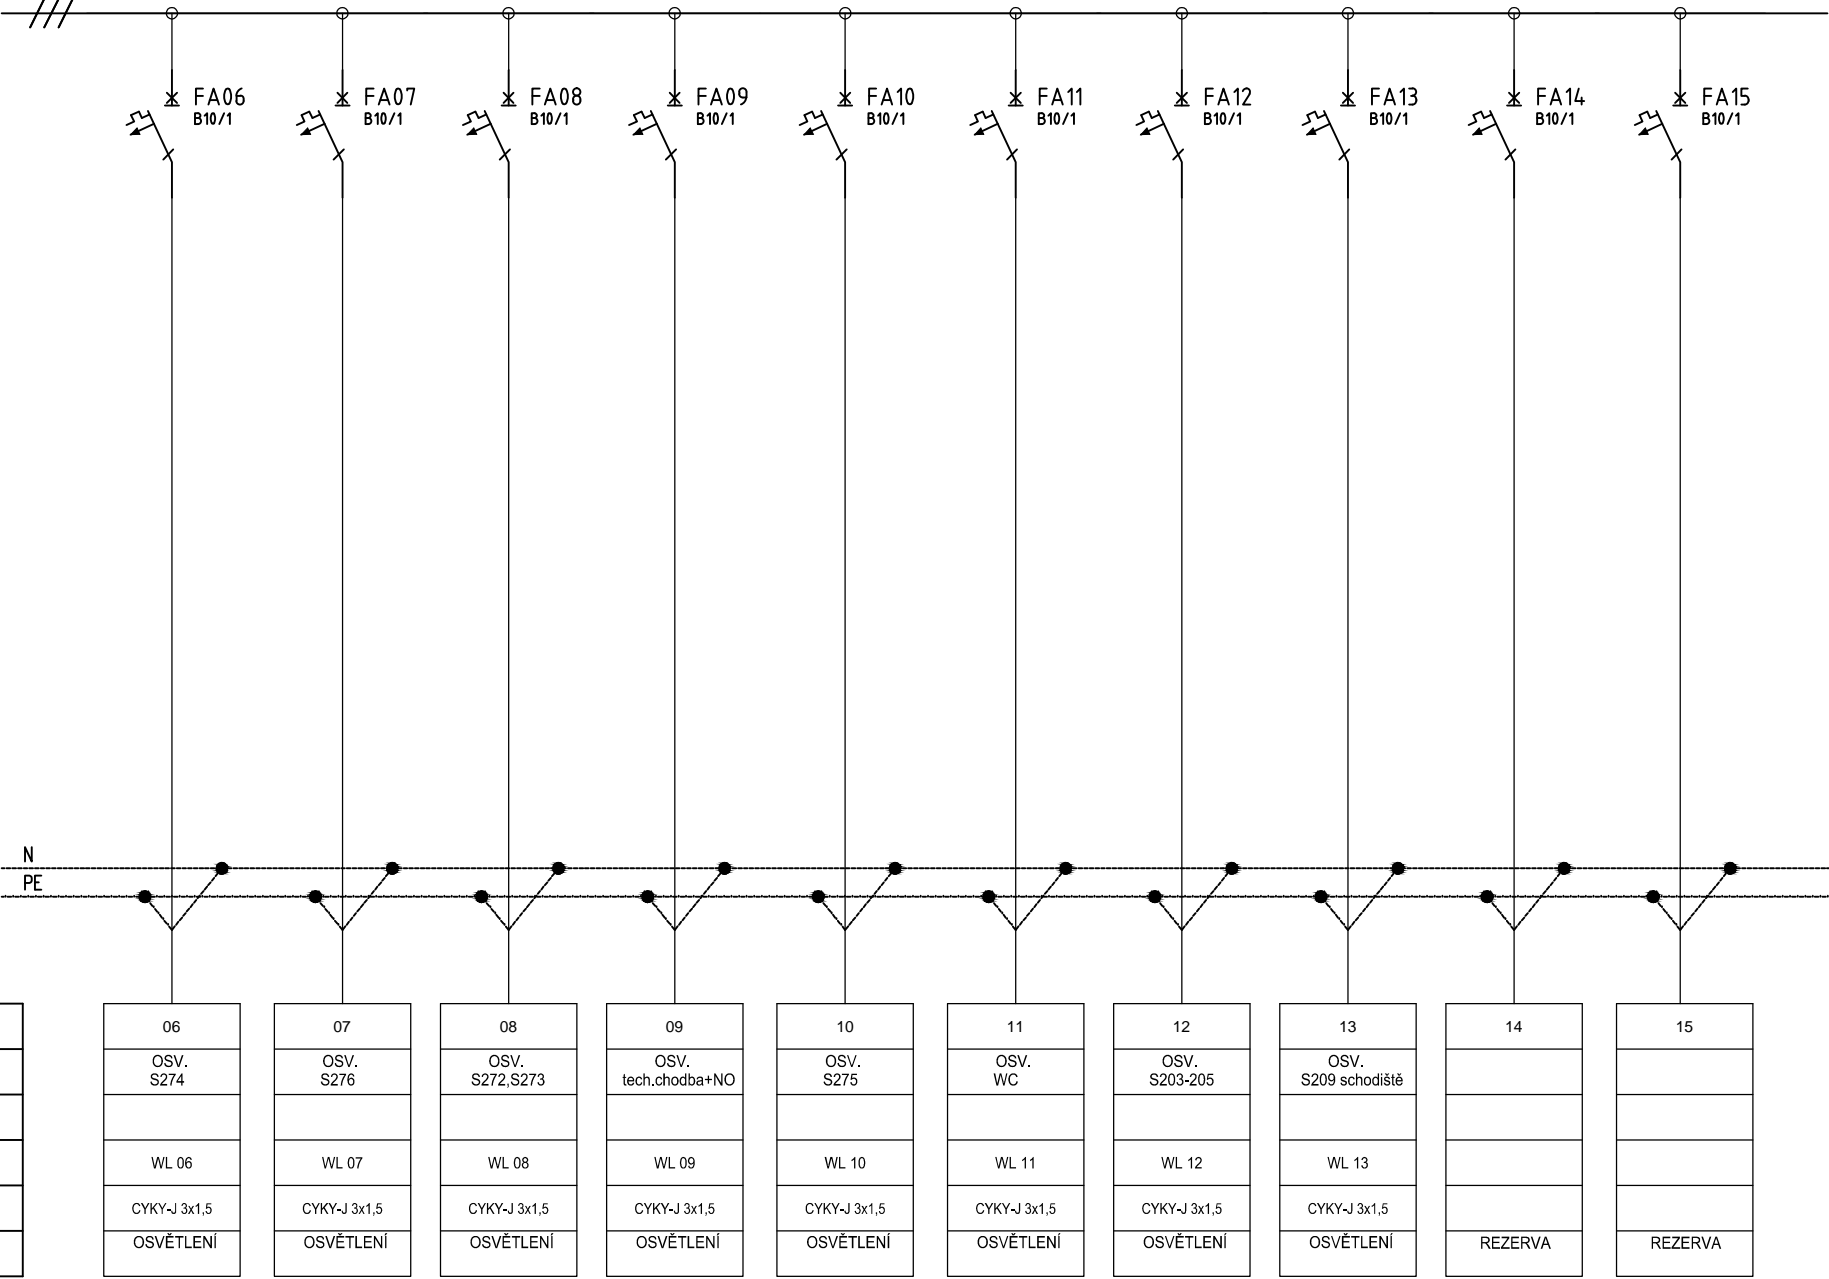 FA06
B10/1
FA07
B10/1
FA08
B10/1
FA09
B10/1
FA10
B10/1
FA11
B10/1
FA12
B10/1
FA13
B10/1
FA14
B10/1
FA15
B10/1
N
PE
06
OSV.
S274
WL 06
CYKY-J 3x1,5
OSVĚTLENÍ
07
OSV.
S276
WL 07
CYKY-J 3x1,5
OSVĚTLENÍ
08
OSV.
S272,S273
WL 08
CYKY-J 3x1,5
OSVĚTLENÍ
09
OSV.
tech.chodba+NO
WL 09
CYKY-J 3x1,5
OSVĚTLENÍ
10
OSV.
S275
WL 10
CYKY-J 3x1,5
OSVĚTLENÍ
11
OSV.
WC
WL 11
CYKY-J 3x1,5
OSVĚTLENÍ
12
OSV.
S203-205
WL 12
CYKY-J 3x1,5
OSVĚTLENÍ
13
OSV.
S209 schodiště
WL 13
CYKY-J 3x1,5
OSVĚTLENÍ
14
REZERVA
15
REZERVA